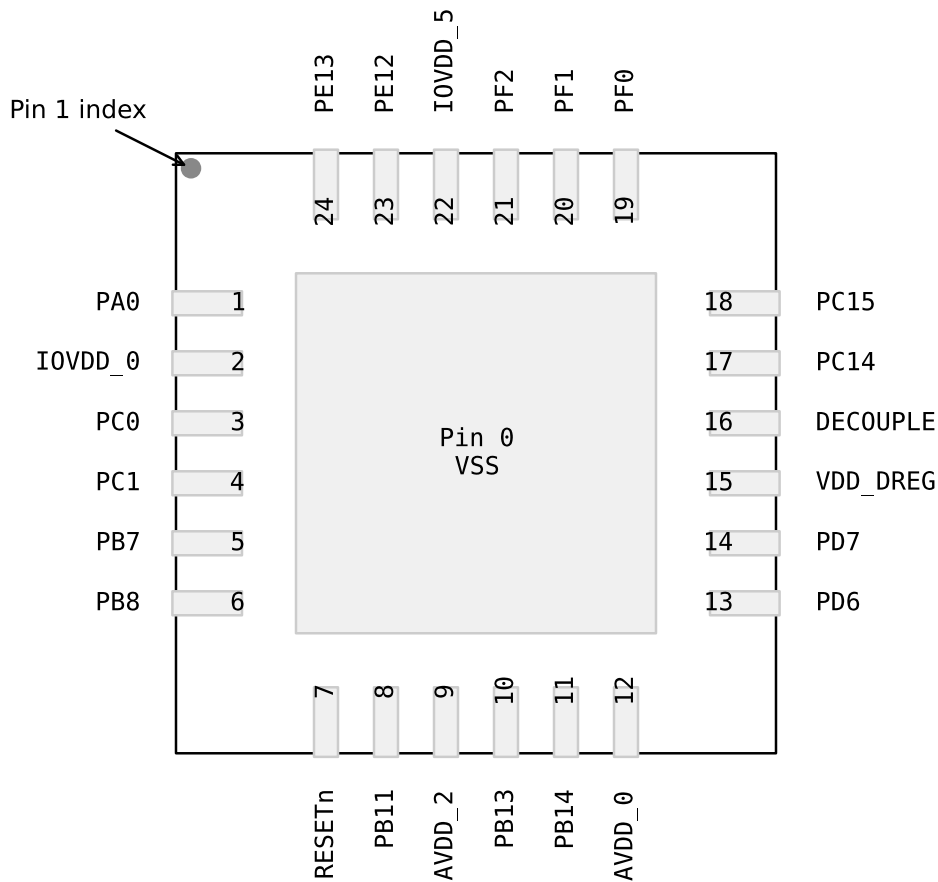 PE13
PE12
IOVDD_5
PF2
PF1
PF0
Pin 1 index
24
23
22
21
20
19
PA0 1
18 PC15
IOVDD_0 2
17 PC14
PC0 3
16 DECOUPLE
Pin 0
VSS
PC1 4
15 VDD_DREG
PB7 5
14 PD7
PB8 6
13 PD6
7
8
9
10
11
12
RESETn
PB11
AVDD_2
PB13
PB14
AVDD_0